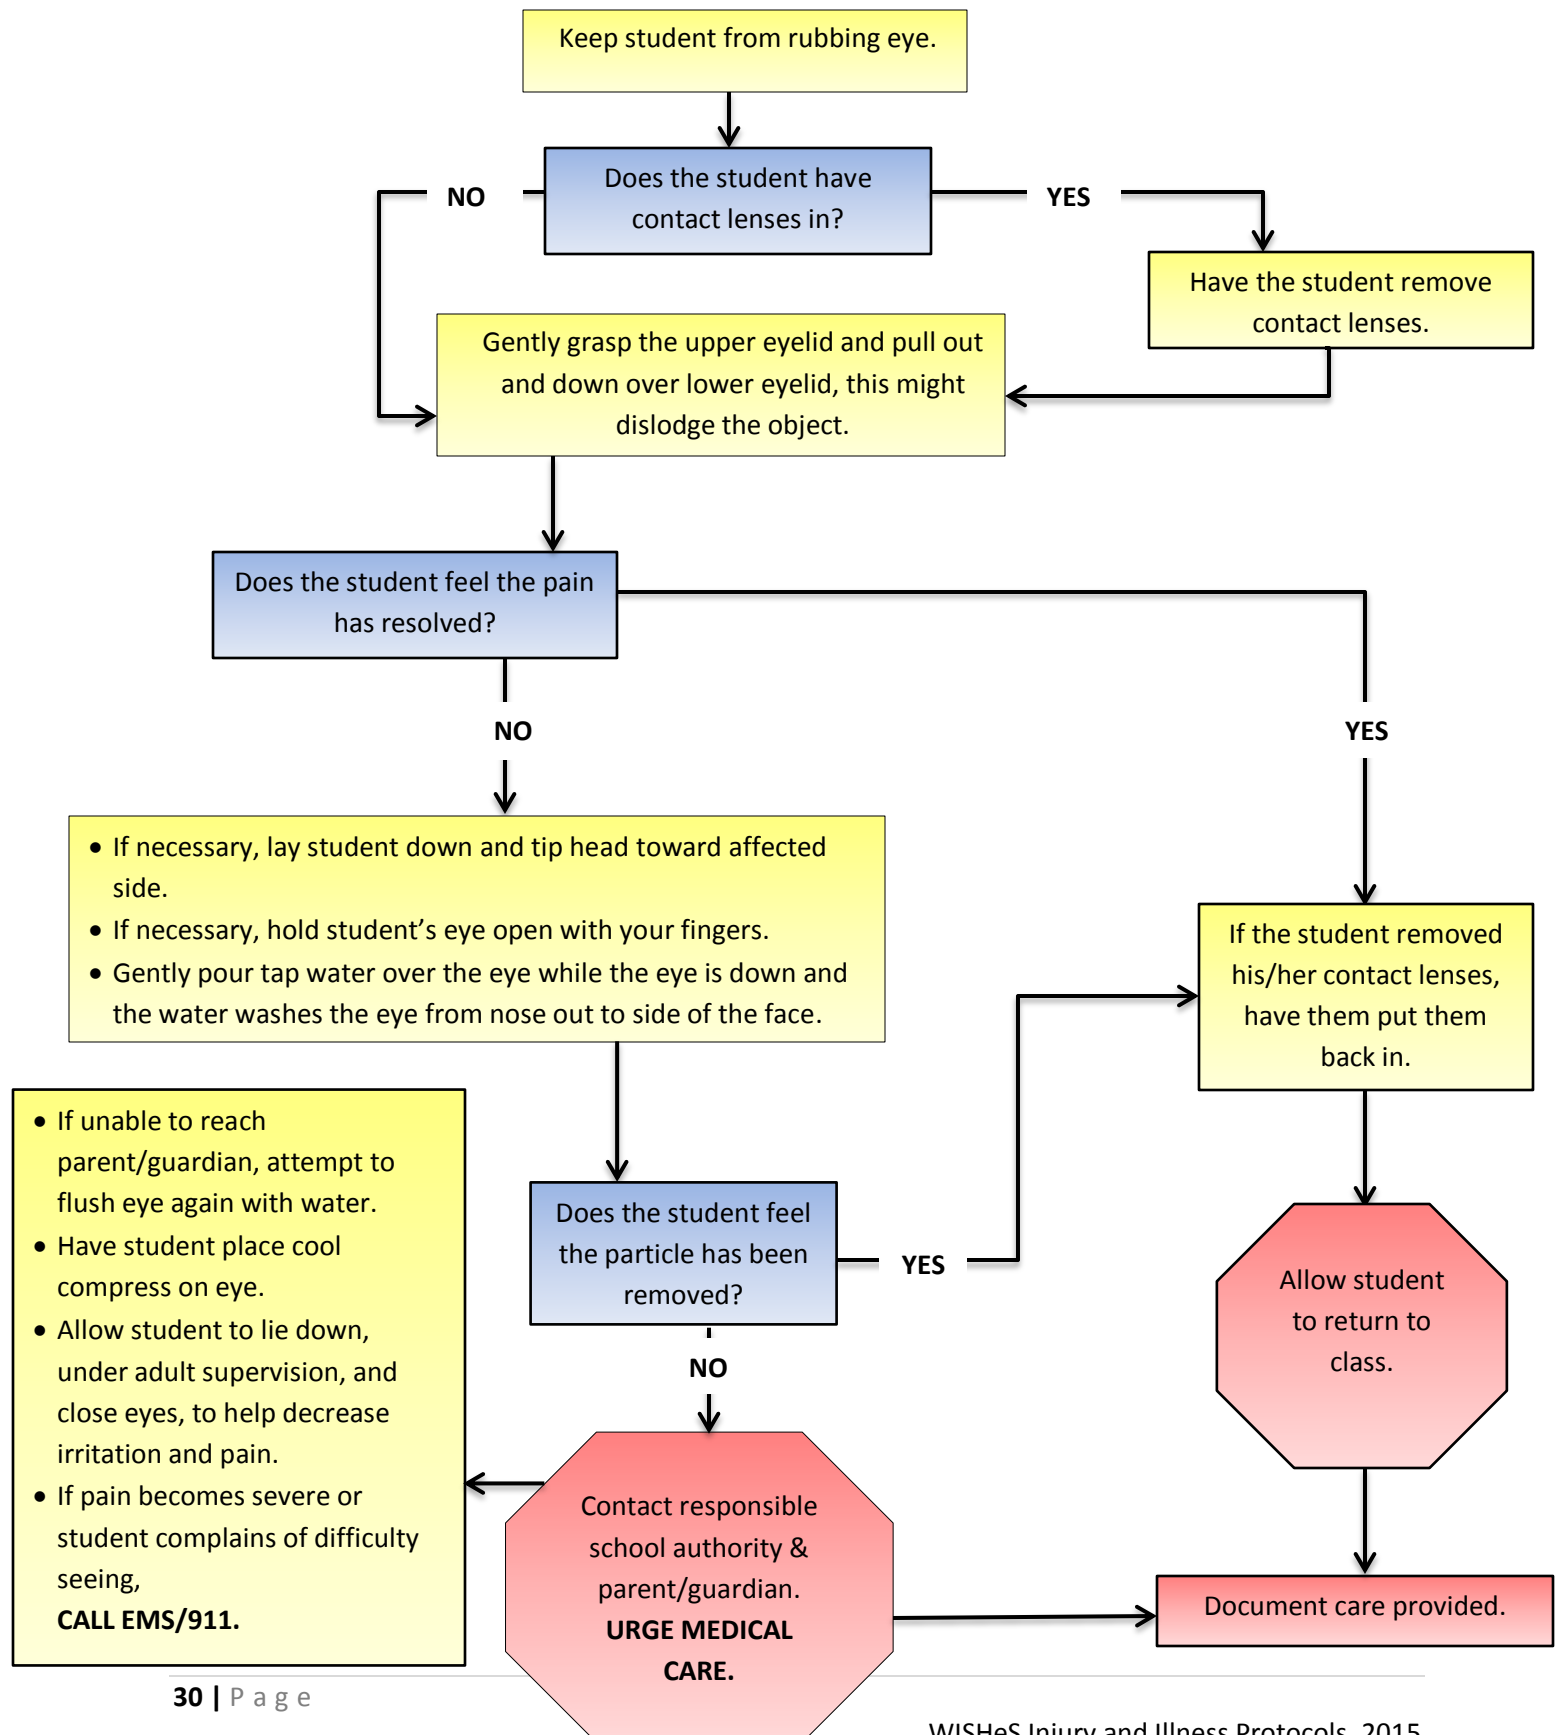 Keep student from rubbing eye.
Does the student have
contact lenses in?
NO
YES
Have the student remove
contact lenses.
Gently grasp the upper eyelid and pull out
and down over lower eyelid, this might
dislodge the object.
Does the student feel the pain
has resolved?
NO
YES
• If necessary, lay student down and tip head toward affected
side.
• If necessary, hold student’s eye open with your fingers.
• Gently pour tap water over the eye while the eye is down and
the water washes the eye from nose out to side of the face.
If the student removed
his/her contact lenses,
have them put them
back in.
• If unable to reach
parent/guardian, attempt to
flush eye again with water.
• Have student place cool
compress on eye.
• Allow student to lie down,
under adult supervision, and
close eyes, to help decrease
irritation and pain.
• If pain becomes severe or
student complains of difficulty
seeing,
CALL EMS/911.
Does the student feel
the particle has been
removed?
YES
NO
Allow student
to return to
class.
Contact responsible
school authority &
parent/guardian.
URGE MEDICAL
CARE.
Document care provided.
30 | Page
WISHeS Injury and Illness Protocols, 2015